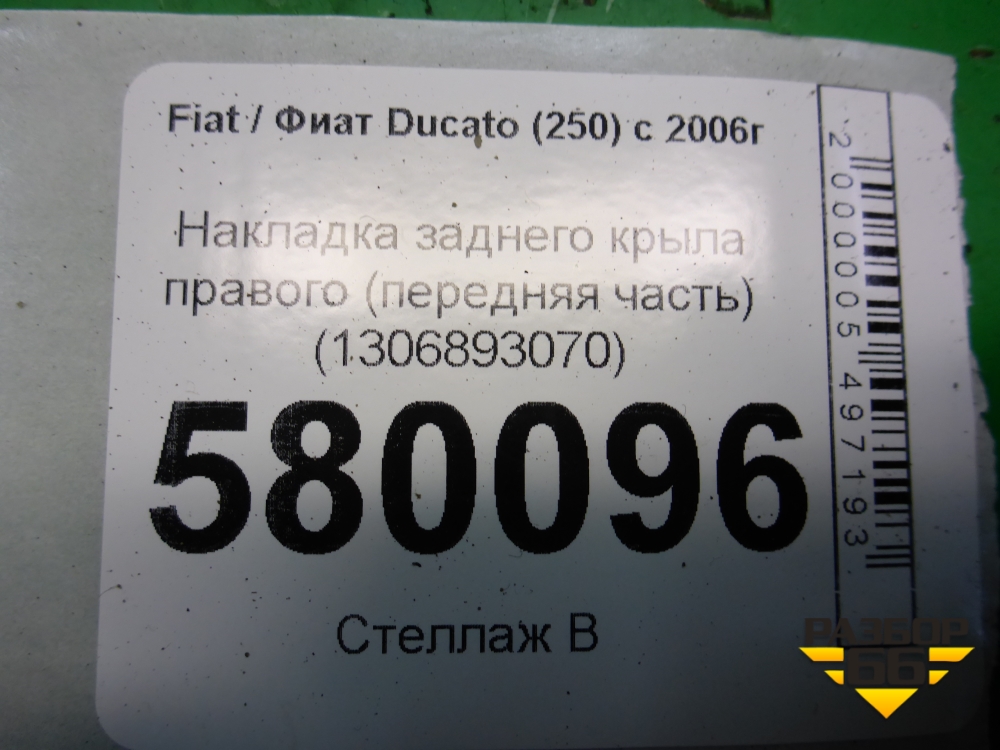 Fiat / Фиат Ducato (250) с 2006г
Накладка заднего крыла
правого (передняя часть)
(1306893070)
580096
Стеллаж В
2000005497193
РАЗБОР
66